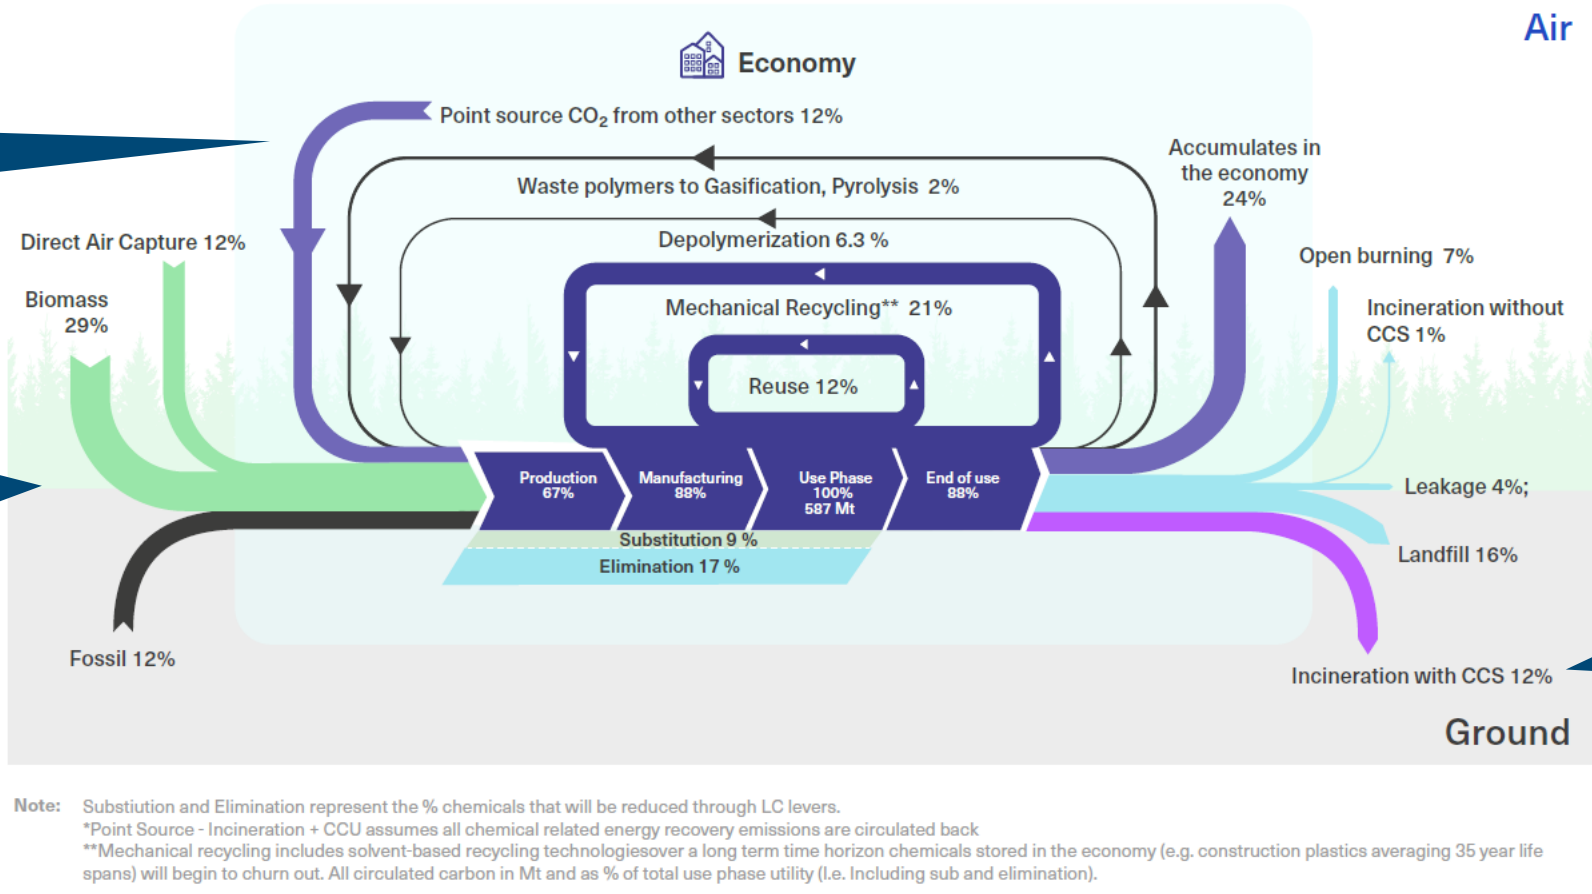 Air
Economy
Point source CO₂ from other sectors 12%
Accumulates in
the economy
24%
Waste polymers to Gasification, Pyrolysis 2%
Direct Air Capture 12%
Depolymerization 6.3 %
Open burning 7%
Biomass
29%
Mechanical Recycling** 21%
Incineration without
CCS 1%
Reuse 12%
Production
67%
Manufacturing
88%
Use Phase
100%
587 Mt
End of use
88%
Leakage 4%;
Substitution 9 %
Elimination 17 %
Landfill 16%
Fossil 12%
Incineration with CCS 12%
Ground
Note: Substiution and Elimination represent the % chemicals that will be reduced through LC levers.
*Point Source - Incineration + CCU assumes all chemical related energy recovery emissions are circulated back
**Mechanical recycling includes solvent-based recycling technologiesover a long term time horizon chemicals stored in the economy (e.g. construction plastics averaging 35 year life
spans) will begin to churn out. All circulated carbon in Mt and as % of total use phase utility (I.e. Including sub and elimination).